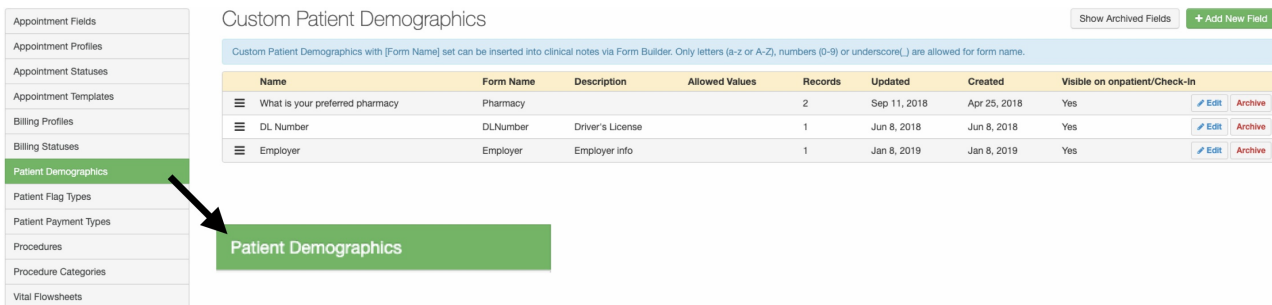 Appointment Fields
Appointment Profiles
Appointment Statuses
Appointment Templates
Billing Profiles
Billing Statuses
Patient Demographics
Patient Flag Types
Patient Payment Types
Procedures
Procedure Categories
Vital Flowsheets
Custom Patient Demographics
Show Archived Fields + Add New Field
Custom Patient Demographics with [Form Name] set can be inserted into clinical notes via Form Builder. Only letters (a-z or A-Z), numbers (0-9) or underscore(_) are allowed for form name.
Name Form Name Description Allowed Values Records Updated Created Visible on onpatient/Check-In
What is your preferred pharmacy Pharmacy 2 Sep 11, 2018 Apr 25, 2018 Yes Edit Archive
DL Number DLNumber Driver's License 1 Jun 8, 2018 Jun 8, 2018 Yes Edit Archive
Employer Employer Employer info 1 Jan 8, 2019 Jan 8, 2019 Yes Edit Archive
Patient Demographics